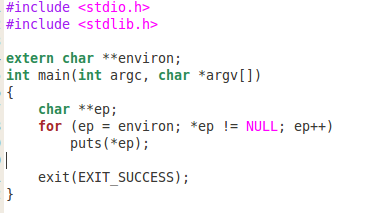 #include <stdio.h>
#include <stdlib.h>

extern char **environ;
int main(int argc, char *argv[])
{
    char **ep;
    for (ep = environ; *ep != NULL; ep++)
        puts(*ep);

    exit(EXIT_SUCCESS);
}